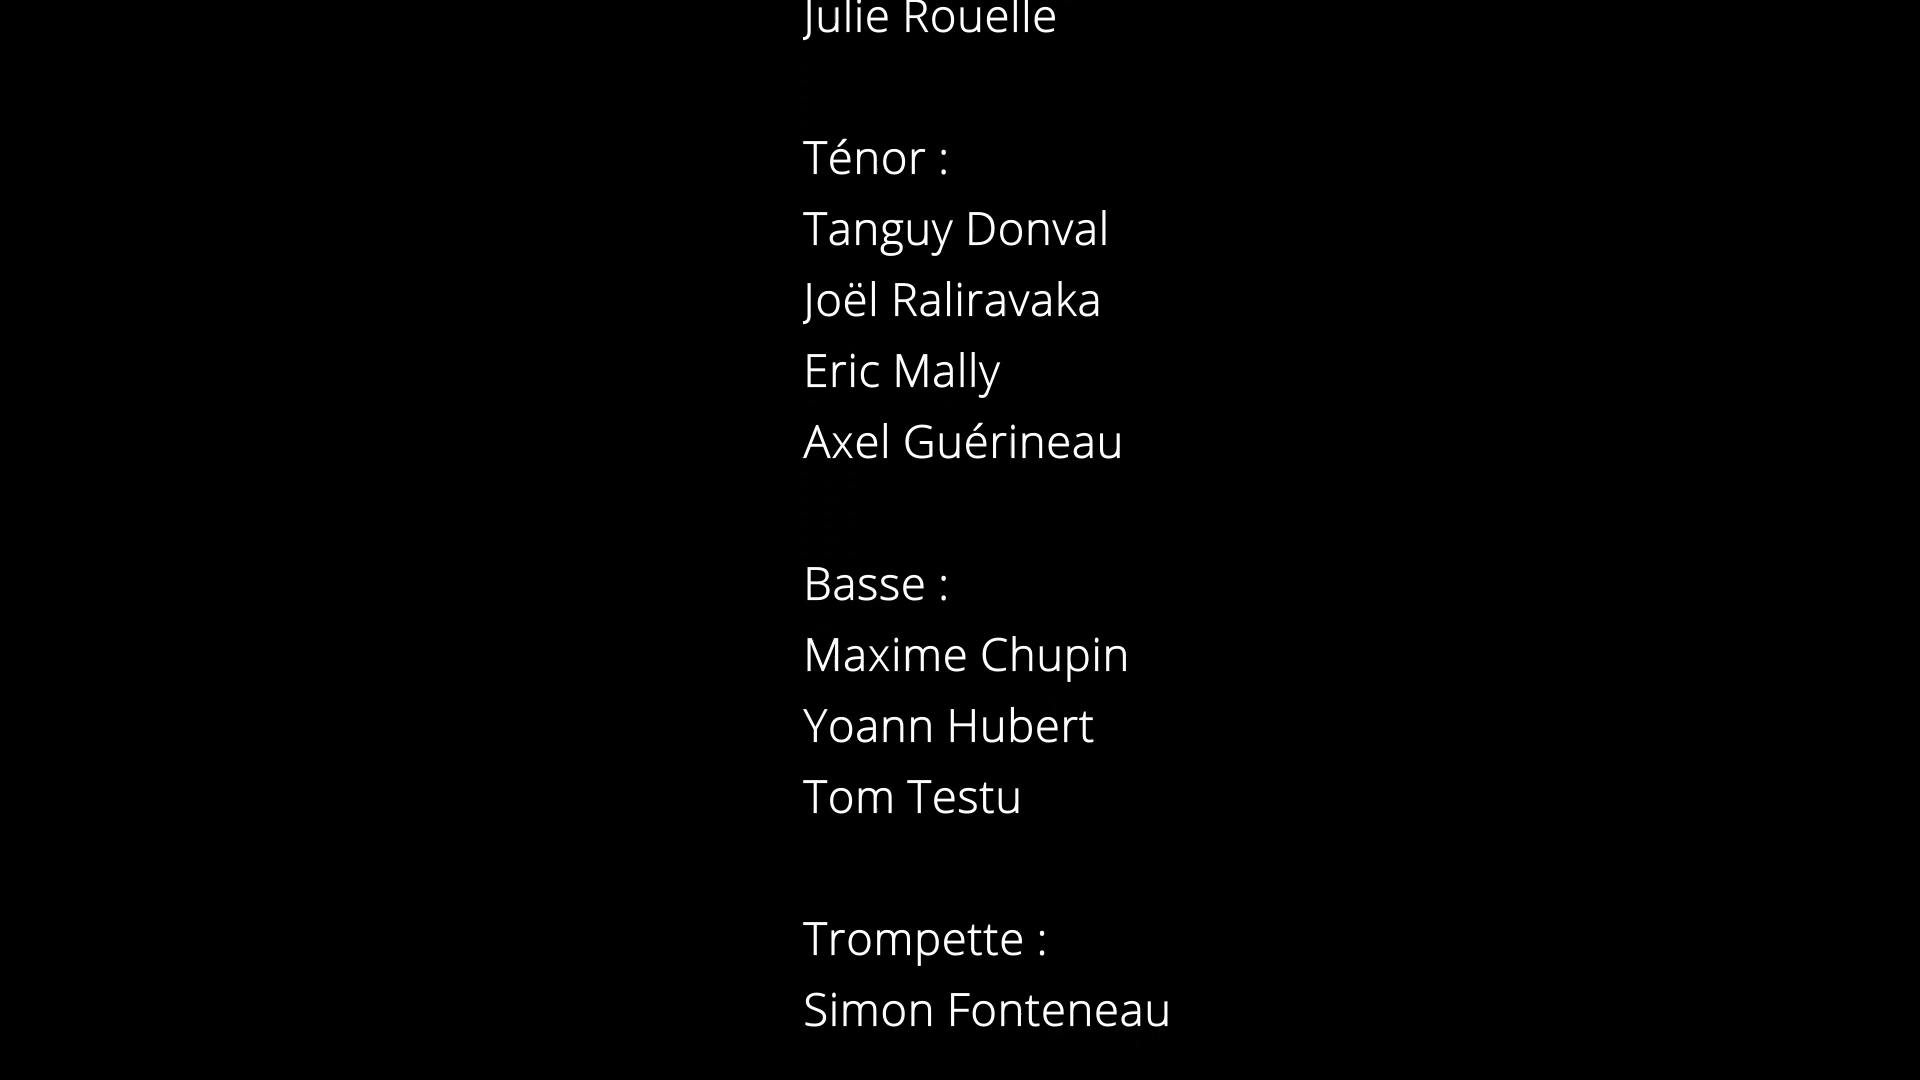 Julie Rouelle
Ténor :
Tanguy Donval
Joël Raliravaka
Eric Mally
Axel Guérineau
Basse :
Maxime Chupin
Yoann Hubert
Tom Testu
Trompette :
Simon Fonteneau